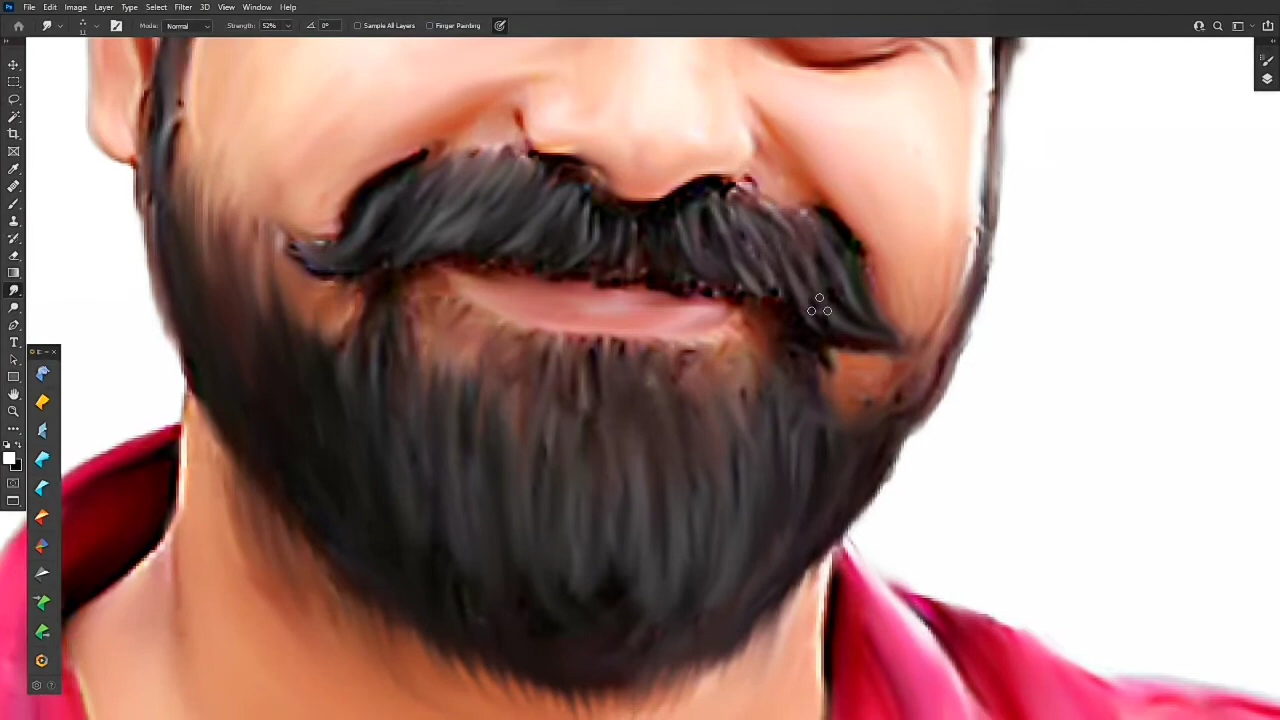 File Edit Image Layer Type Select Filter 3D View Window Help
Mode: Normal Strength: 52% 0° Sample All Layers Finger Painting